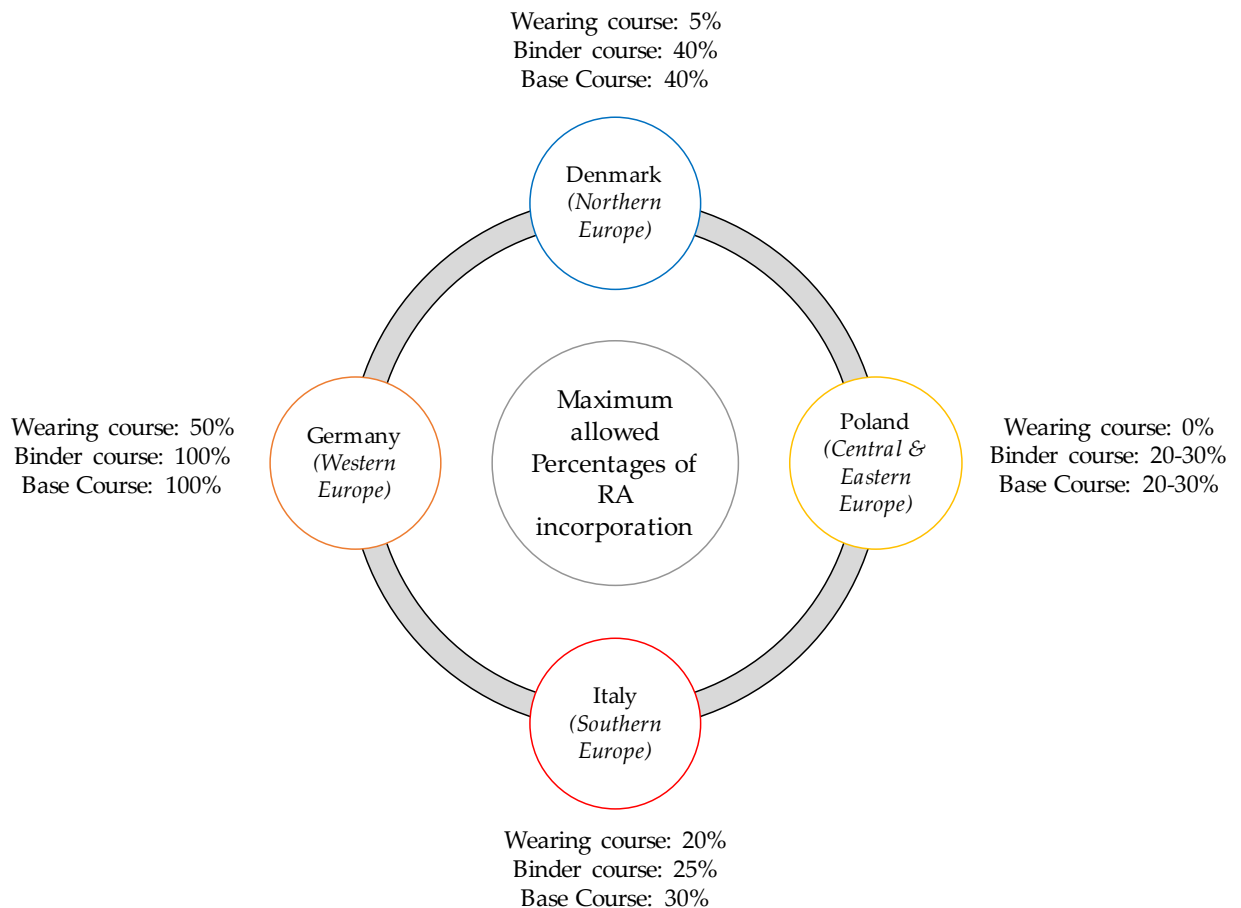 Wearing course: 5%
Binder course: 40%
Base Course: 40%
Denmark
(Northern
Europe)
Wearing course: 50%
Binder course: 100%
Base Course: 100%
Germany
(Western
Europe)
Maximum
allowed
Percentages of
RA
incorporation
Poland
(Central &
Eastern
Europe)
Wearing course: 0%
Binder course: 20-30%
Base Course: 20-30%
Italy
(Southern
Europe)
Wearing course: 20%
Binder course: 25%
Base Course: 30%